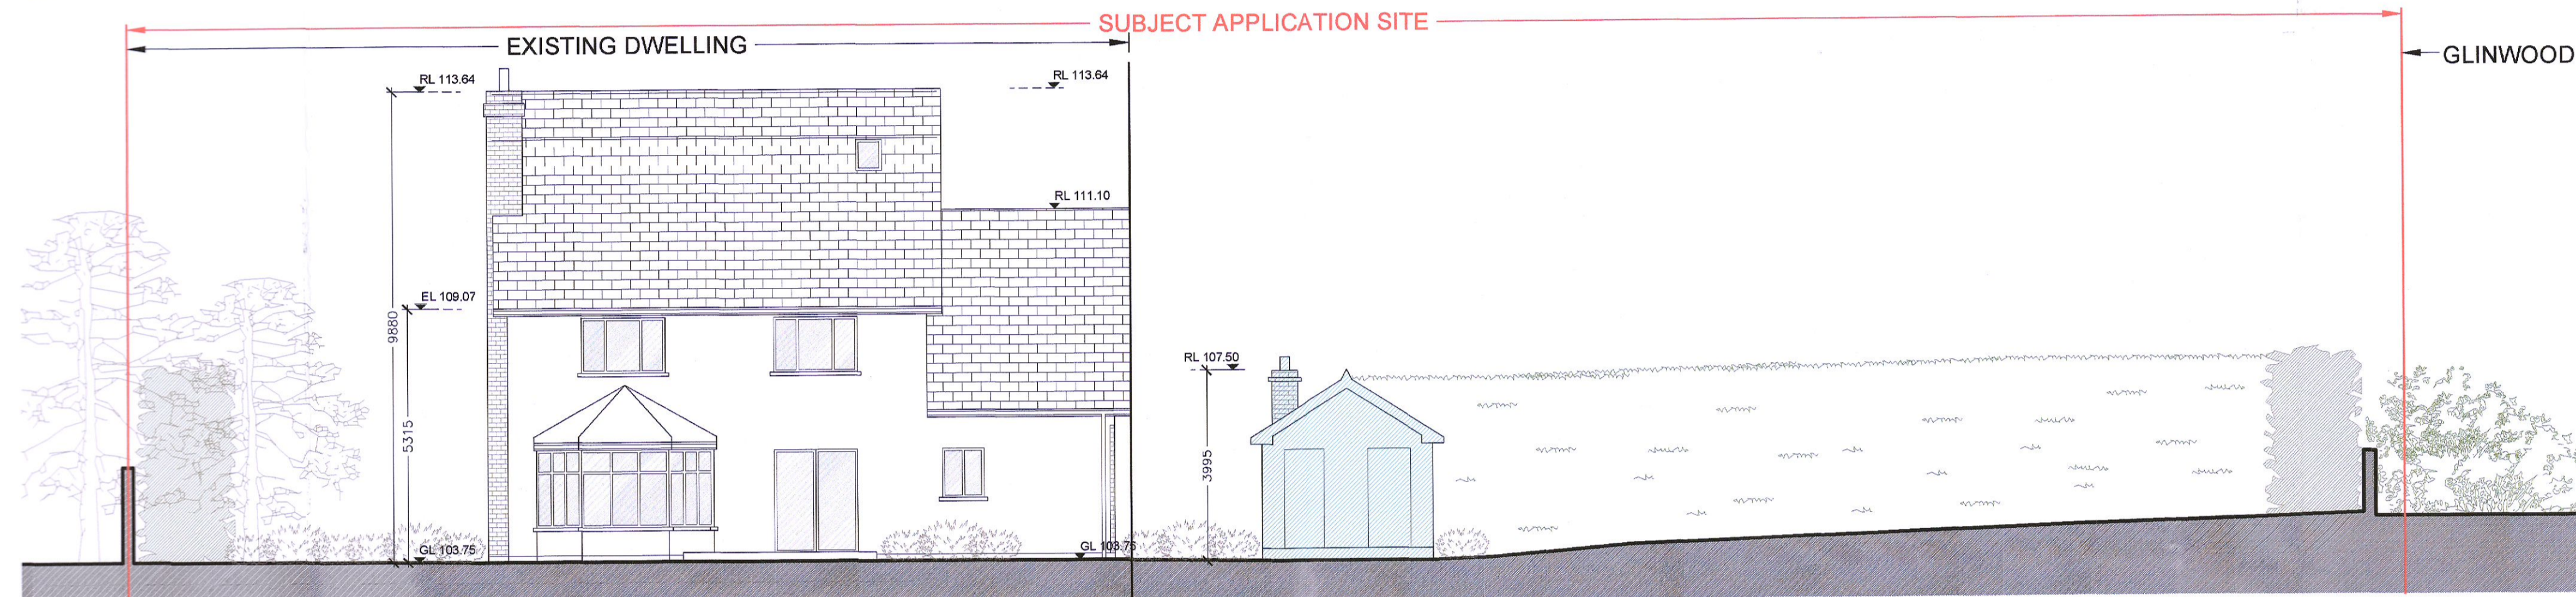 SUBJECT APPLICATION SITE
EXISTING DWELLING
GLINWOOD
RL 113.64
RL 113.64
RL 111.10
EL 109.07
9880
5315
RL 107.50
3995
GL 103.75
GL 103.75